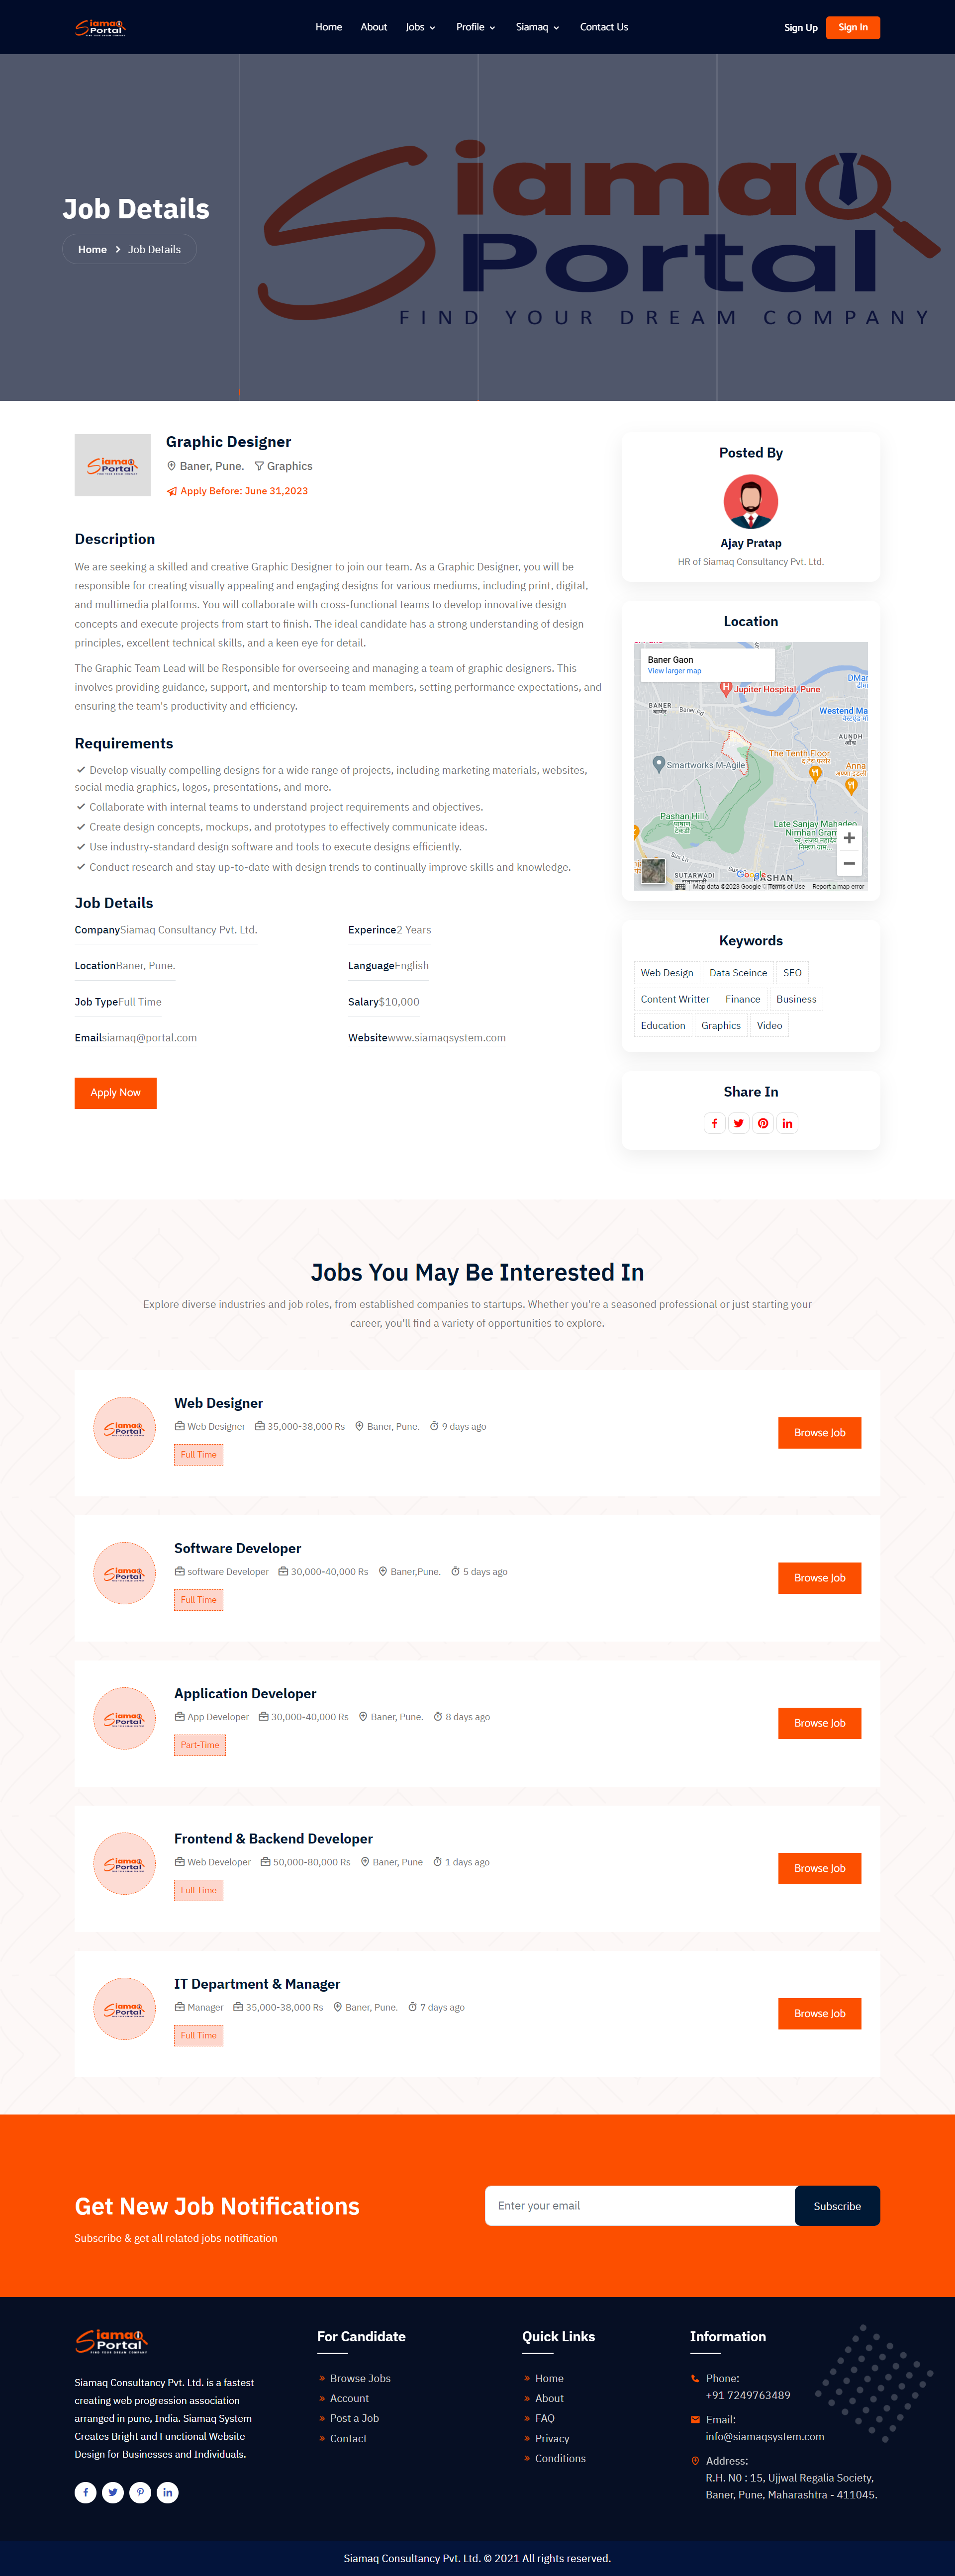 Siamaq
Portal
FIND YOUR DREAM COMPANY
Home About Jobs Profile Siamaq Contact Us
Sign Up Sign In
Siamaq
Portal
FIND YOUR DREAM COMPANY
Job Details
Home Job Details
Siamaq
Portal
Graphic Designer
Baner, Pune. Graphics
Apply Before: June 31,2023
Description
We are seeking a skilled and creative Graphic Designer to join our team. As a Graphic Designer, you will be
responsible for creating visually appealing and engaging designs for various mediums, including print, digital,
and multimedia platforms. You will collaborate with cross-functional teams to develop innovative design
concepts and execute projects from start to finish. The ideal candidate has a strong understanding of design
principles, excellent technical skills, and a keen eye for detail.
The Graphic Team Lead will be Responsible for overseeing and managing a team of graphic designers. This
involves providing guidance, support, and mentorship to team members, setting performance expectations, and
ensuring the team's productivity and efficiency.
Requirements
Develop visually compelling designs for a wide range of projects, including marketing materials, websites,
social media graphics, logos, presentations, and more.
Collaborate with internal teams to understand project requirements and objectives.
Create design concepts, mockups, and prototypes to effectively communicate ideas.
Use industry-standard design software and tools to execute designs efficiently.
Conduct research and stay up-to-date with design trends to continually improve skills and knowledge.
Job Details
CompanySiamaq Consultancy Pvt. Ltd.
Experince2 Years
LocationBaner, Pune.
LanguageEnglish
Job TypeFull Time
Salary$10,000
Emailsiamaq@portal.com
Websitewww.siamaqsystem.com
Apply Now
Posted By
Ajay Pratap
HR of Siamaq Consultancy Pvt. Ltd.
Location
Baner Gaon
View larger map
DMar
Jupiter Hospital, Pune
BANER
बाणेर
Baner Rd
Westend Ma
AUNDH
औंध
The Tenth Floor
Smartworks M-Agile
Anna
Pashan Hill
टेकडी
Late Sanjay Mahadeo
Nimhan Gram
Sus Ln
SUTARWADI
PASHAN
Google
Map data ©2023 Google Terms of Use Report a map error
Keywords
Web Design Data Sceince SEO
Content Writter Finance Business
Education Graphics Video
Share In
Jobs You May Be Interested In
Explore diverse industries and job roles, from established companies to startups. Whether you're a seasoned professional or just starting your
career, you'll find a variety of opportunities to explore.
Siamaq
Portal
Web Designer
Web Designer 35,000-38,000 Rs Baner, Pune. 9 days ago
Full Time
Browse Job
Siamaq
Portal
Software Developer
software Developer 30,000-40,000 Rs Baner,Pune. 5 days ago
Full Time
Browse Job
Siamaq
Portal
Application Developer
App Developer 30,000-40,000 Rs Baner, Pune. 8 days ago
Part-Time
Browse Job
Siamaq
Portal
Frontend & Backend Developer
Web Developer 50,000-80,000 Rs Baner, Pune 1 days ago
Full Time
Browse Job
Siamaq
Portal
IT Department & Manager
Manager 35,000-38,000 Rs Baner, Pune. 7 days ago
Full Time
Browse Job
Get New Job Notifications
Subscribe & get all related jobs notification
Enter your email
Subscribe
Siamaq
Portal
FIND YOUR DREAM COMPANY
Siamaq Consultancy Pvt. Ltd. is a fastest
creating web progression association
arranged in pune, India. Siamaq System
Creates Bright and Functional Website
Design for Businesses and Individuals.
For Candidate
Browse Jobs
Account
Post a Job
Contact
Quick Links
Home
About
FAQ
Privacy
Conditions
Information
Phone:
+91 7249763489
Email:
info@siamaqsystem.com
Address:
R.H. N0 : 15, Ujjwal Regalia Society,
Baner, Pune, Maharashtra - 411045.
Siamaq Consultancy Pvt. Ltd. © 2021 All rights reserved.